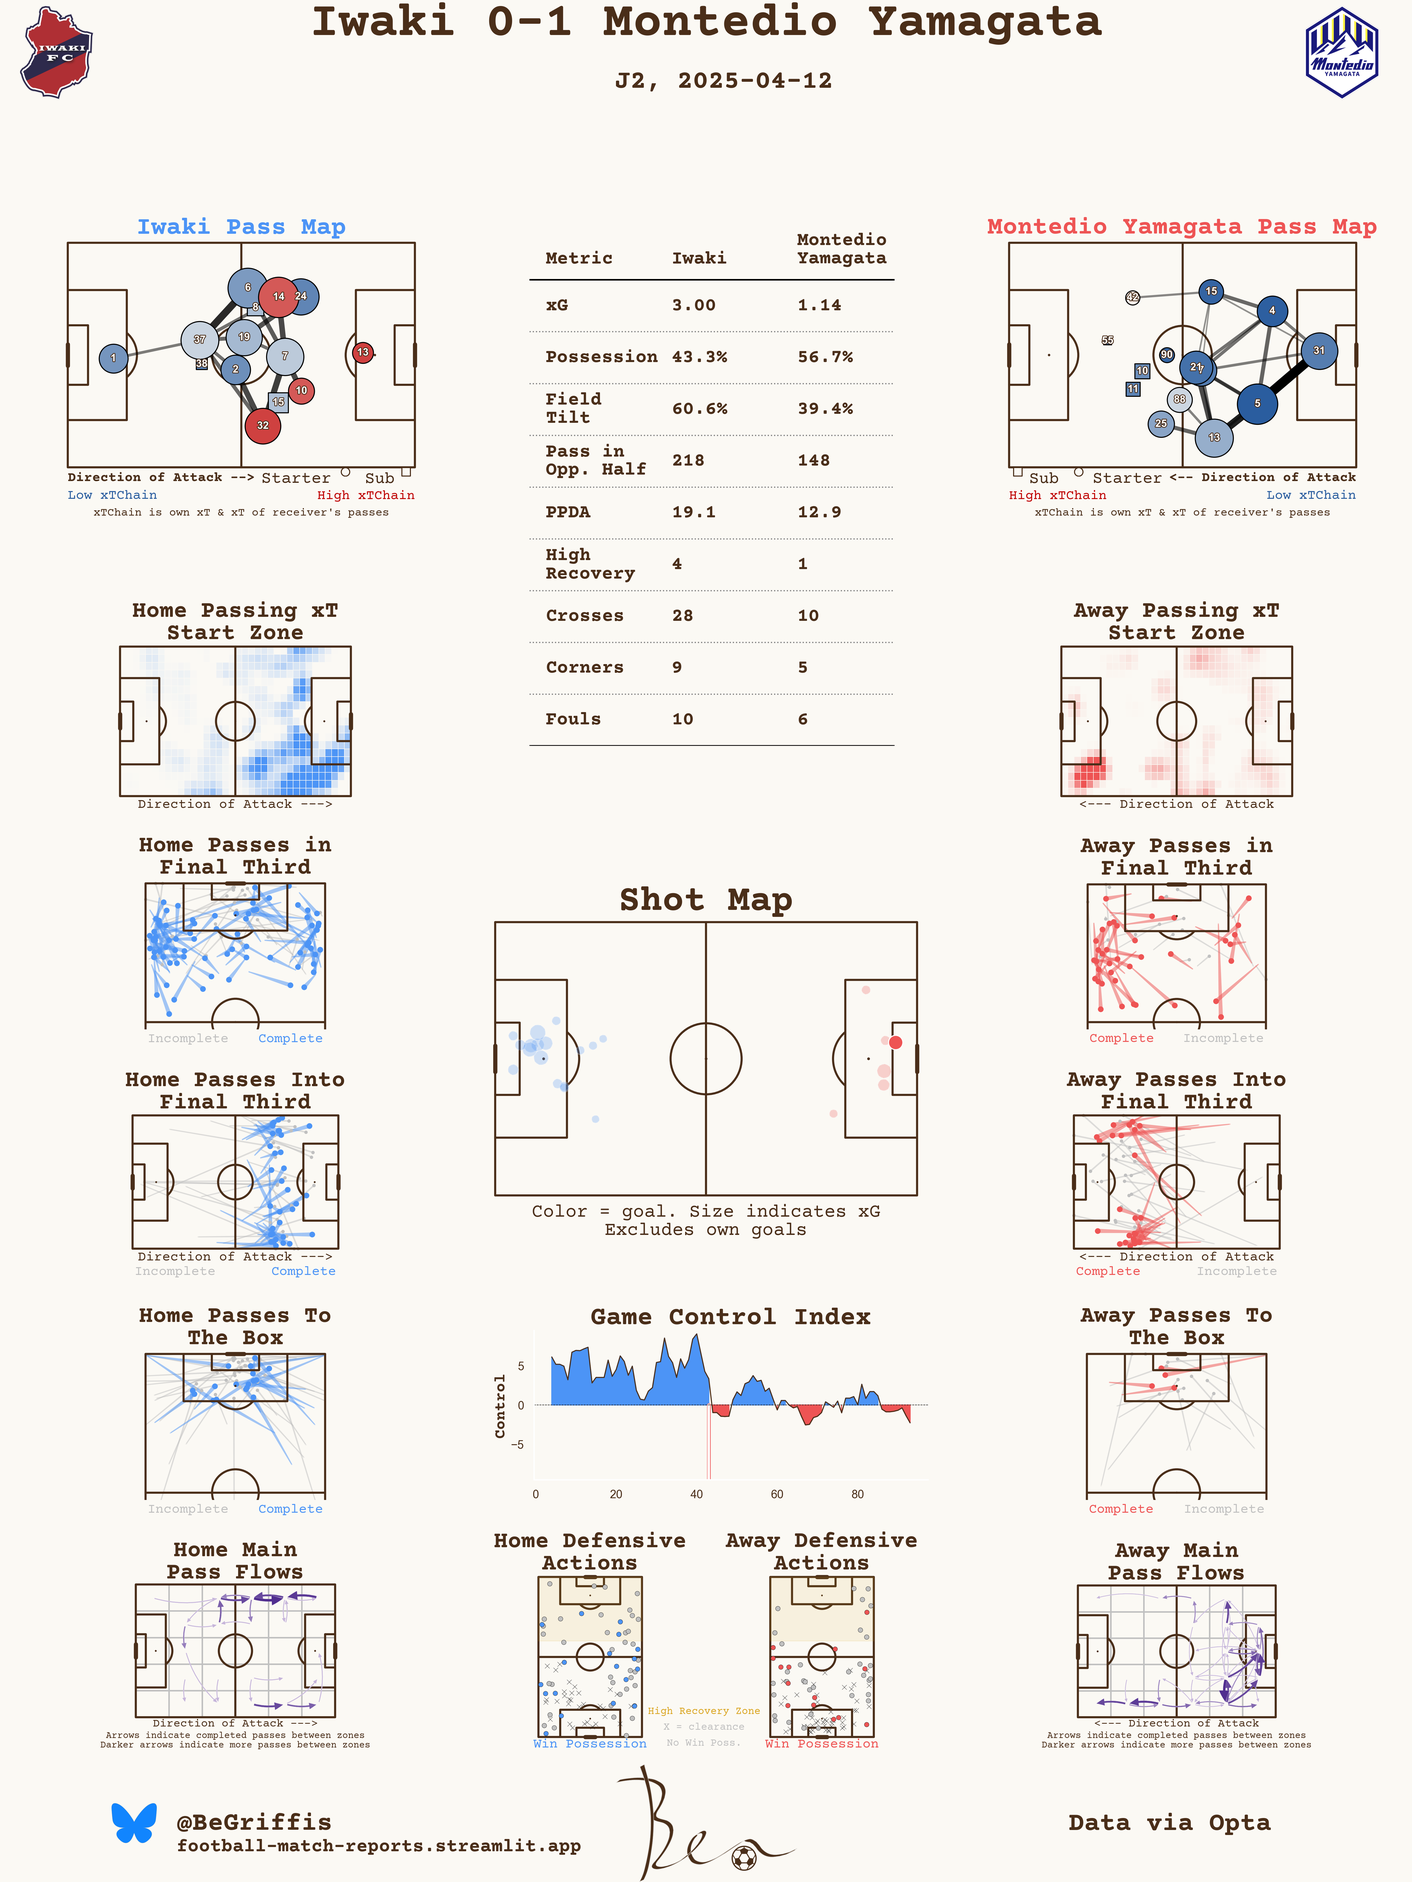 Iwaki 0-1 Montedio Yamagata
J2, 2025-04-12
IWAKI
FC
Montedio
YAMAGATA
Iwaki Pass Map
6
14
24
8
37
19
1
38
2
7
13
10
15
32
Direction of Attack --> Starter Sub
Low xTChain High xTChain
xTChain is own xT & xT of receiver's passes
Metric Iwaki Montedio Yamagata
xG 3.00 1.14
Possession 43.3% 56.7%
Field Tilt 60.6% 39.4%
Pass in Opp. Half 218 148
PPDA 19.1 12.9
High Recovery 4 1
Crosses 28 10
Corners 9 5
Fouls 10 6
Montedio Yamagata Pass Map
42
15
4
55
90
31
10
21
7
11
88
5
25
13
Sub Starter <-- Direction of Attack
High xTChain Low xTChain
xTChain is own xT & xT of receiver's passes
Home Passing xT
Start Zone
Direction of Attack --->
Away Passing xT
Start Zone
<--- Direction of Attack
Home Passes in
Final Third
Incomplete Complete
Away Passes in
Final Third
Complete Incomplete
Shot Map
Color = goal. Size indicates xG
Excludes own goals
Home Passes Into
Final Third
Direction of Attack --->
Incomplete Complete
Away Passes Into
Final Third
<--- Direction of Attack
Complete Incomplete
Home Passes To
The Box
Incomplete Complete
Game Control Index
Control
5
0
−5
0 20 40 60 80
Away Passes To
The Box
Complete Incomplete
Home Main
Pass Flows
Direction of Attack --->
Arrows indicate completed passes between zones
Darker arrows indicate more passes between zones
Home Defensive
Actions
Win Possession
Away Defensive
Actions
Win Possession
High Recovery Zone
X = clearance
No Win Poss.
Away Main
Pass Flows
<--- Direction of Attack
Arrows indicate completed passes between zones
Darker arrows indicate more passes between zones
@BeGriffis
football-match-reports.streamlit.app
Ben
Data via Opta